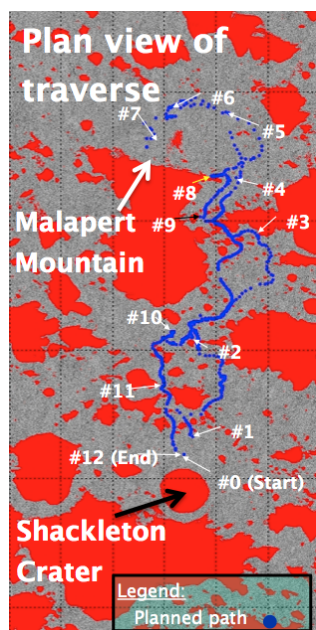 Plan view of
traverse
#6
#7
#5
#8
#4
Malapert
Mountain
#9
#3
#10
#2
#11
#1
#12 (End)
#0 (Start)
Shackleton
Crater
Legend:
Planned path